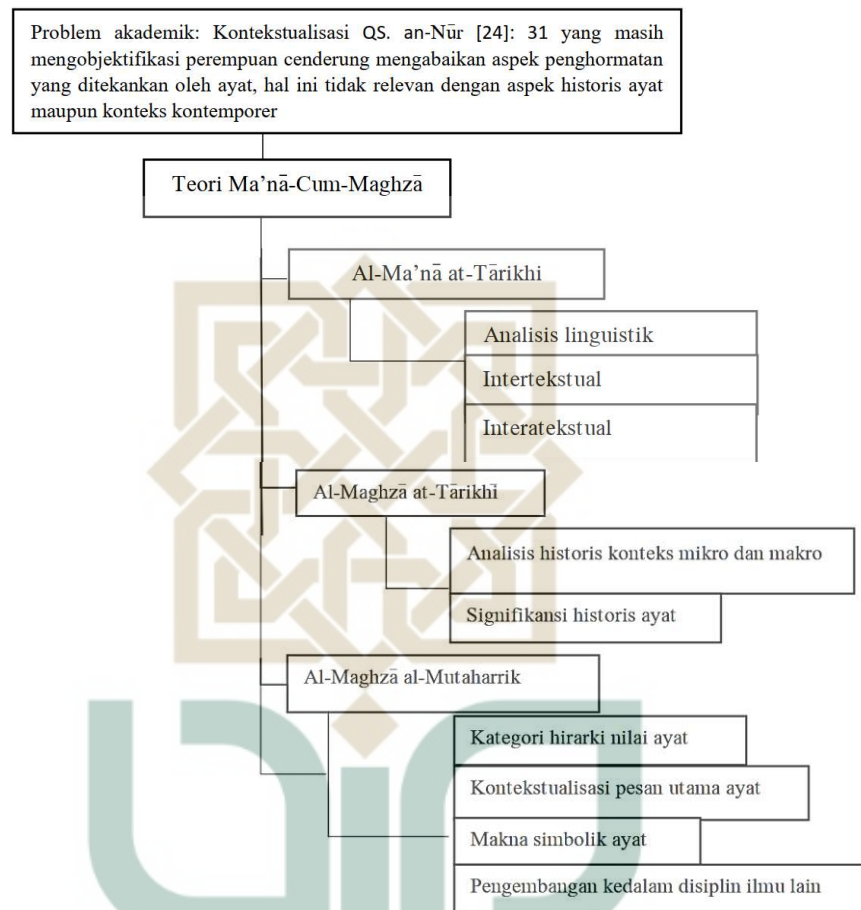 Problem akademik: Kontekstualisasi QS. an-Nūr [24]: 31 yang masih
mengobjektifikasi perempuan cenderung mengabaikan aspek penghormatan
yang ditekankan oleh ayat, hal ini tidak relevan dengan aspek historis ayat
maupun konteks kontemporer
Teori Ma'nā-Cum-Maghzā
Al-Ma'nā at-Tārikhi
Analisis linguistik
Intertekstual
Interatekstual
Al-Maghzā at-Tārikhī
Analisis historis konteks mikro dan makro
Signifikansi historis ayat
Al-Maghzā al-Mutaharrik
Kategori hirarki nilai ayat
Kontekstualisasi pesan utama ayat
Makna simbolik ayat
Pengembangan kedalam disiplin ilmu lain